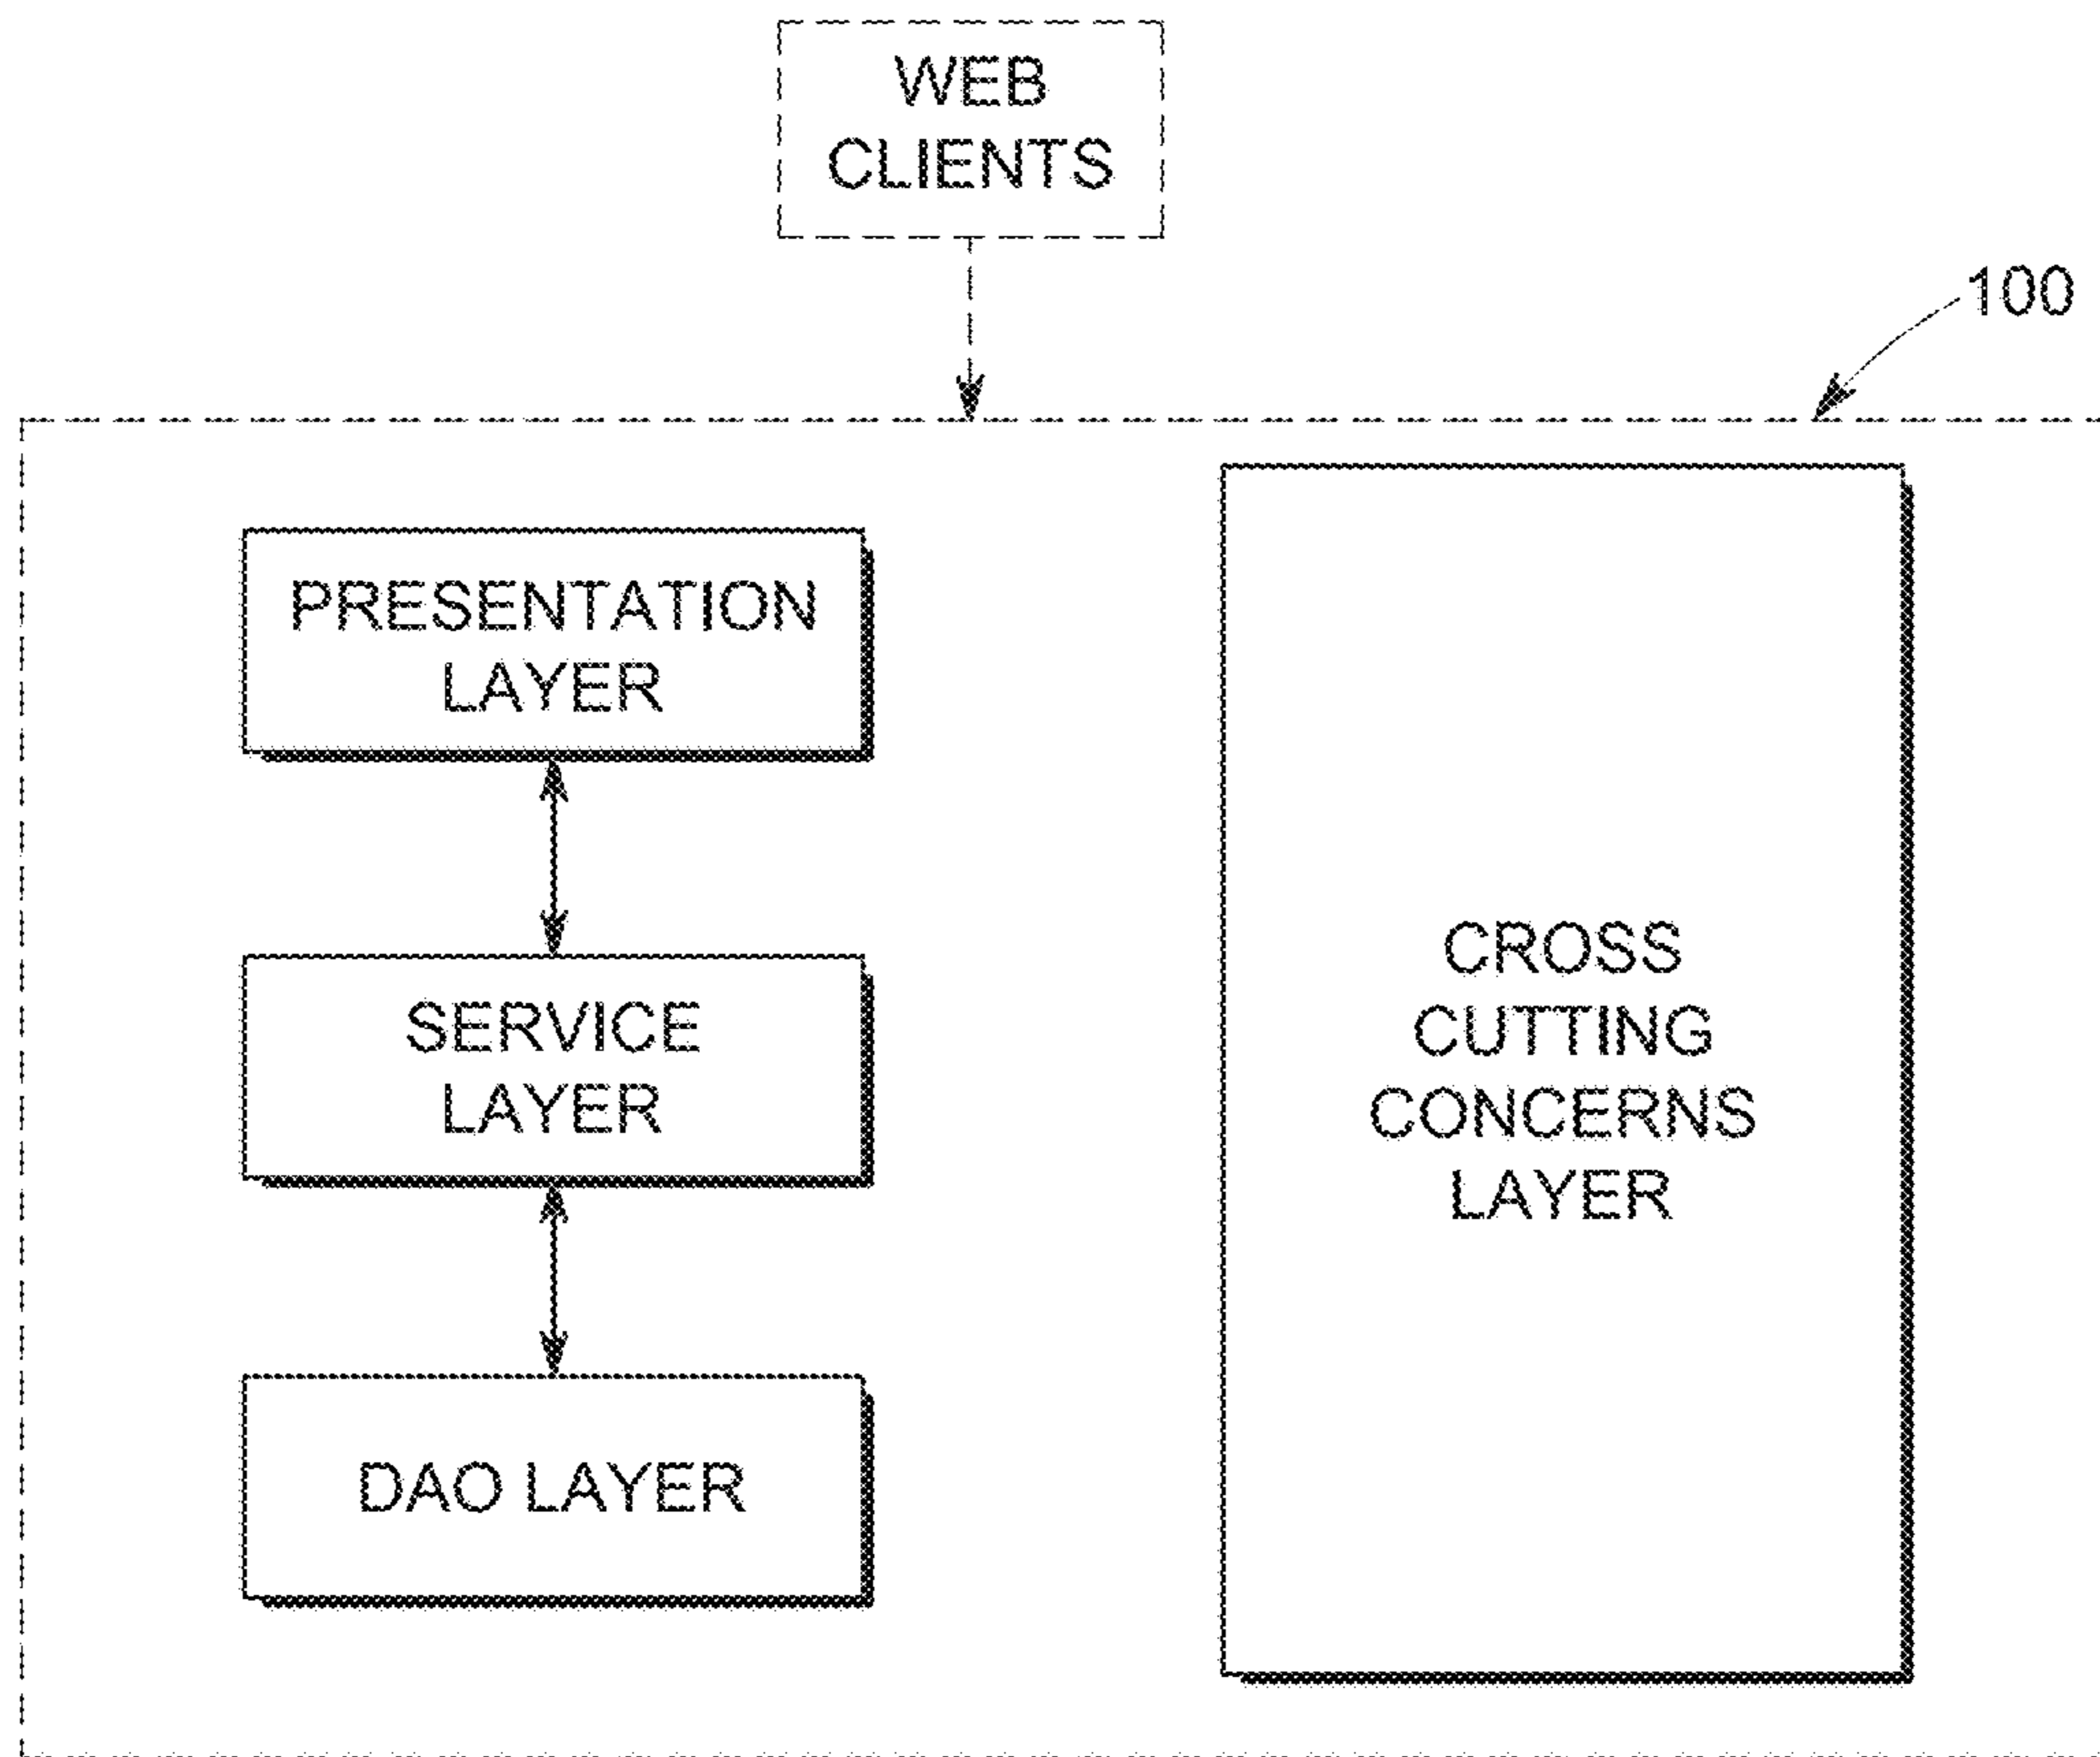 WEB
CLIENTS
100
PRESENTATION
LAYER
SERVICE
LAYER
DAO LAYER
CROSS
CUTTING
CONCERNS
LAYER